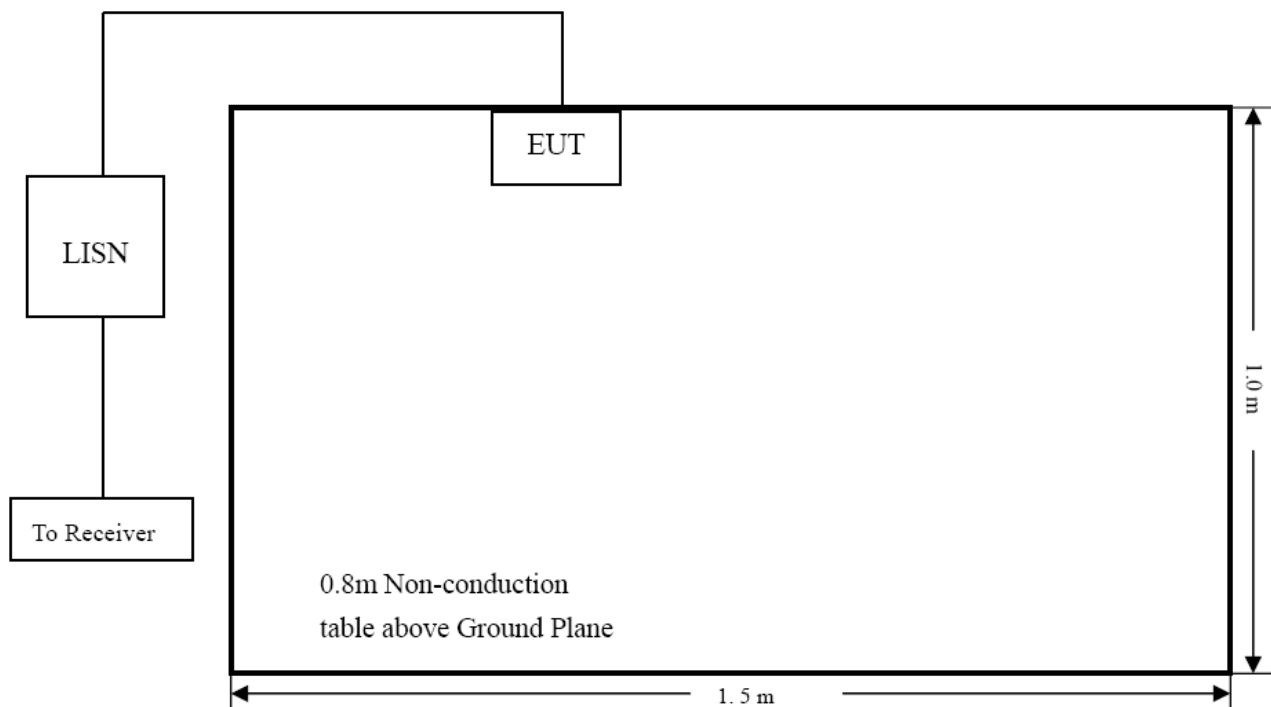 EUT
LISN
1.0 m
To Receiver
0.8m Non-conduction
table above Ground Plane
1. 5 m